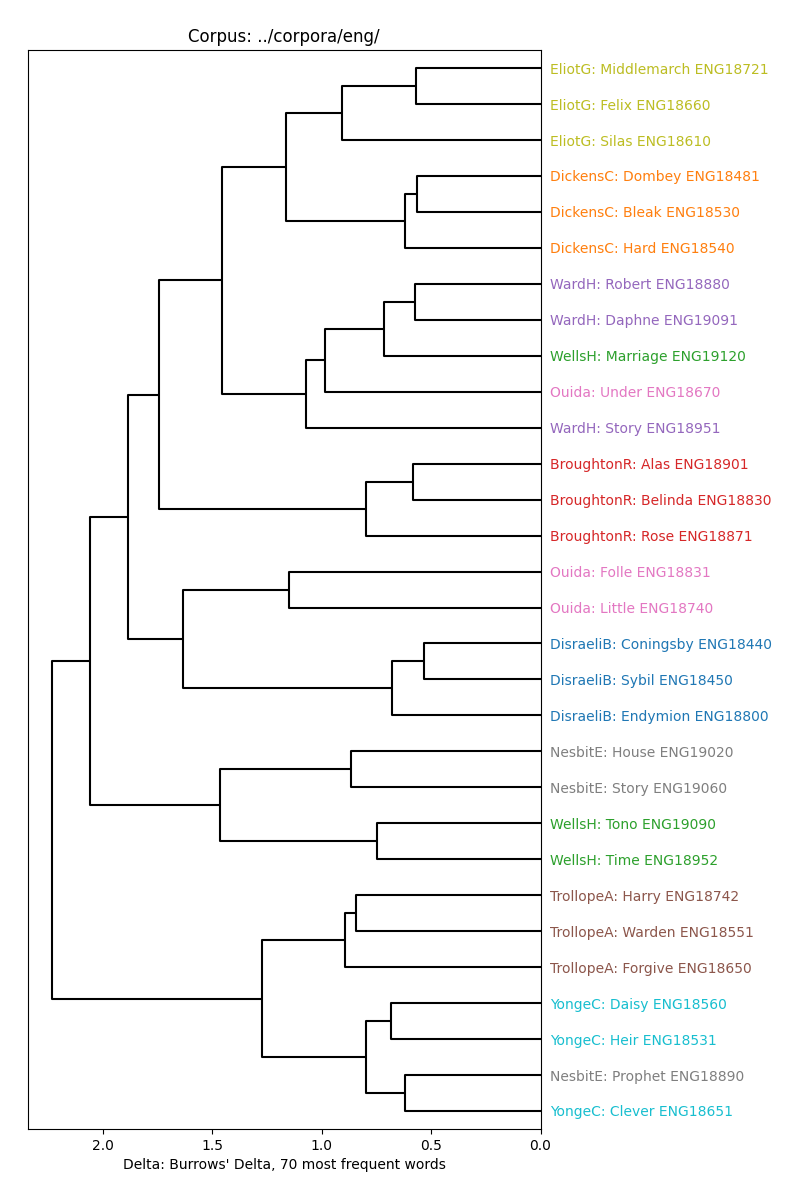 Corpus: ../corpora/eng/
EliotG: Middlemarch ENG18721
EliotG: Felix ENG18660
EliotG: Silas ENG18610
DickensC: Dombey ENG18481
DickensC: Bleak ENG18530
DickensC: Hard ENG18540
WardH: Robert ENG18880
WardH: Daphne ENG19091
WellsH: Marriage ENG19120
Ouida: Under ENG18670
WardH: Story ENG18951
BroughtonR: Alas ENG18901
BroughtonR: Belinda ENG18830
BroughtonR: Rose ENG18871
Ouida: Folle ENG18831
Ouida: Little ENG18740
DisraeliB: Coningsby ENG18440
DisraeliB: Sybil ENG18450
DisraeliB: Endymion ENG18800
NesbitE: House ENG19020
NesbitE: Story ENG19060
WellsH: Tono ENG19090
WellsH: Time ENG18952
TrollopeA: Harry ENG18742
TrollopeA: Warden ENG18551
TrollopeA: Forgive ENG18650
YongeC: Daisy ENG18560
YongeC: Heir ENG18531
NesbitE: Prophet ENG18890
YongeC: Clever ENG18651
2.0 1.5 1.0 0.5 0.0
Delta: Burrows' Delta, 70 most frequent words